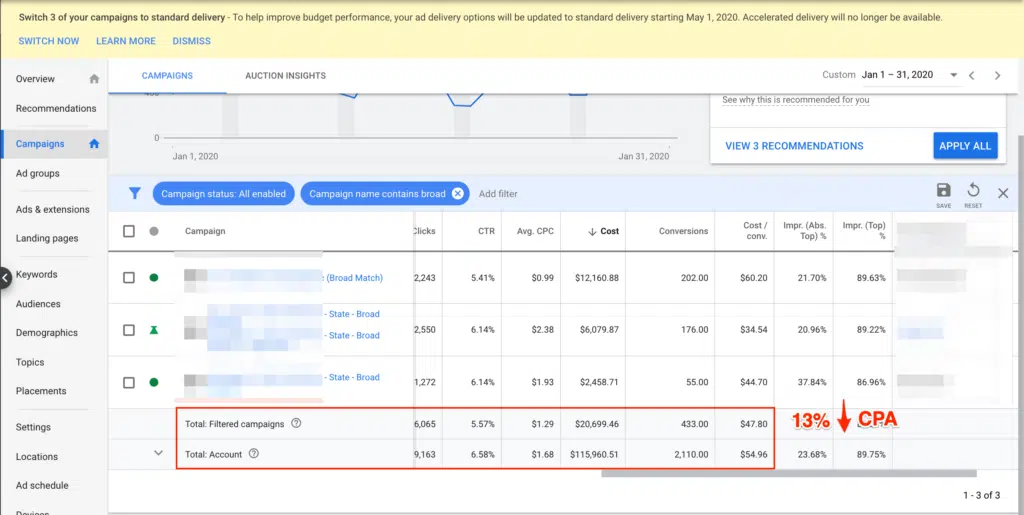 Switch 3 of your campaigns to standard delivery - To help improve budget performance, your ad delivery options will be updated to standard delivery starting May 1, 2020. Accelerated delivery will no longer be available.
SWITCH NOW LEARN MORE DISMISS
Overview
Recommendations
Campaigns
Ad groups
Ads & extensions
Landing pages
Keywords
Audiences
Demographics
Topics
Placements
Settings
Locations
Ad schedule
CAMPAIGNS AUCTION INSIGHTS Custom Jan 1 – 31, 2020
0
Jan 1, 2020 Jan 31, 2020
See why this is recommended for you
VIEW 3 RECOMMENDATIONS APPLY ALL
Campaign status: All enabled Campaign name contains broad Add filter SAVE RESET
Campaign Clicks CTR Avg. CPC Cost Conversions Cost / conv. Impr. (Abs. Top) % Impr. (Top) %
(Broad Match) 2,243 5.41% $0.99 $12,160.88 202.00 $60.20 21.70% 89.63%
- State - Broad
- State - Broad
2,550 6.14% $2.38 $6,079.87 176.00 $34.54 20.96% 89.22%
- State - Broad 1,272 6.14% $1.93 $2,458.71 55.00 $44.70 37.84% 86.96%
Total: Filtered campaigns 6,065 5.57% $1.29 $20,699.46 433.00 $47.80
13% CPA
Total: Account 9,163 6.58% $1.68 $115,960.51 2,110.00 $54.96 23.68% 89.75%
1 - 3 of 3